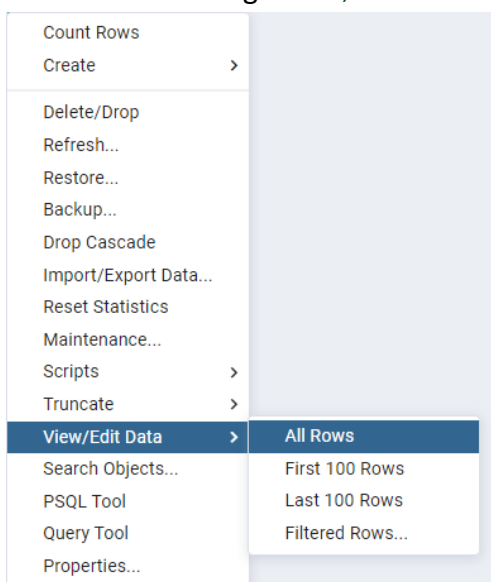 Count Rows
Create
Delete/Drop
Refresh...
Restore...
Backup...
Drop Cascade
Import/Export Data...
Reset Statistics
Maintenance...
Scripts
Truncate
View/Edit Data
All Rows
Search Objects...
First 100 Rows
PSQL Tool
Last 100 Rows
Query Tool
Filtered Rows...
Properties...